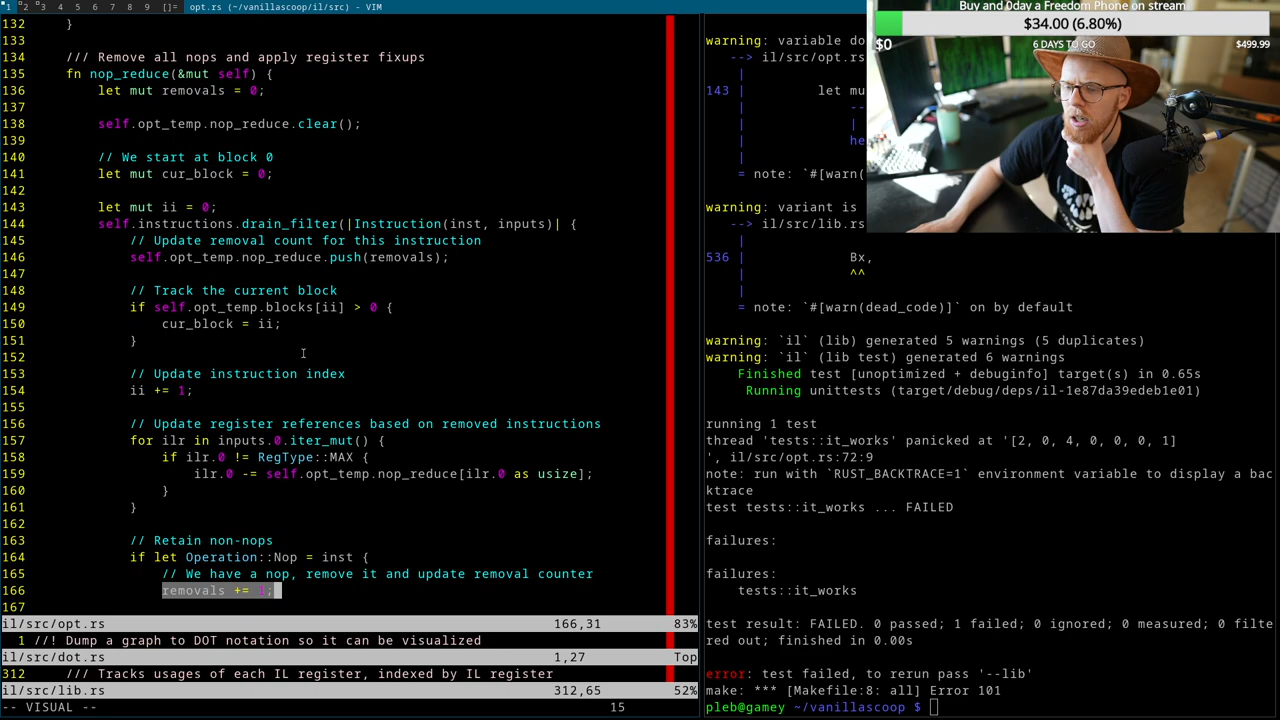 1 2 3 4 5 6 7 8 9 []= opt.rs (~/vanillascoop/il/src) - VIM
132 }
133
134 /// Remove all nops and apply register fixups
135 fn nop_reduce(&mut self) {
136 let mut removals = 0;
137
138 self.opt_temp.nop_reduce.clear();
139
140 // We start at block 0
141 let mut cur_block = 0;
142
143 let mut ii = 0;
144 self.instructions.drain_filter(|Instruction(inst, inputs)| {
145 // Update removal count for this instruction
146 self.opt_temp.nop_reduce.push(removals);
147
148 // Track the current block
149 if self.opt_temp.blocks[ii] > 0 {
150 cur_block = ii;
151 }
152
153 // Update instruction index
154 ii += 1;
155
156 // Update register references based on removed instructions
157 for ilr in inputs.0.iter_mut() {
158 if ilr.0 != RegType::MAX {
159 ilr.0 -= self.opt_temp.nop_reduce[ilr.0 as usize];
160 }
161 }
162
163 // Retain non-nops
164 if let Operation::Nop = inst {
165 // We have a nop, remove it and update removal counter
166 removals += 1;
167
il/src/opt.rs 166,31 83%
1 //! Dump a graph to DOT notation so it can be visualized
il/src/dot.rs 1,27 Top
312 /// Tracks usages of each IL register, indexed by IL register
il/src/lib.rs 312,65 52%
-- VISUAL -- 15
warning: variable do
--> il/src/opt.rs
|
143 | let mu
| --
| |
| he
|
= note: `#[warn(
warning: variant is
--> il/src/lib.rs
|
536 | Bx,
| ^^
|
= note: `#[warn(dead_code)]` on by default
warning: `il` (lib) generated 5 warnings (5 duplicates)
warning: `il` (lib test) generated 6 warnings
Finished test [unoptimized + debuginfo] target(s) in 0.65s
Running unittests (target/debug/deps/il-1e87da39edeb1e01)
running 1 test
thread 'tests::it_works' panicked at '[2, 0, 4, 0, 0, 0, 1]
', il/src/opt.rs:72:9
note: run with `RUST_BACKTRACE=1` environment variable to display a bac
ktrace
test tests::it_works ... FAILED
failures:
failures:
tests::it_works
test result: FAILED. 0 passed; 1 failed; 0 ignored; 0 measured; 0 filte
red out; finished in 0.00s
error: test failed, to rerun pass '--lib'
make: *** [Makefile:8: all] Error 101
pleb@gamey ~/vanillascoop $
Buy and 0day a Freedom Phone on stream
$34.00 (6.80%)
$0 6 DAYS TO GO $499.99